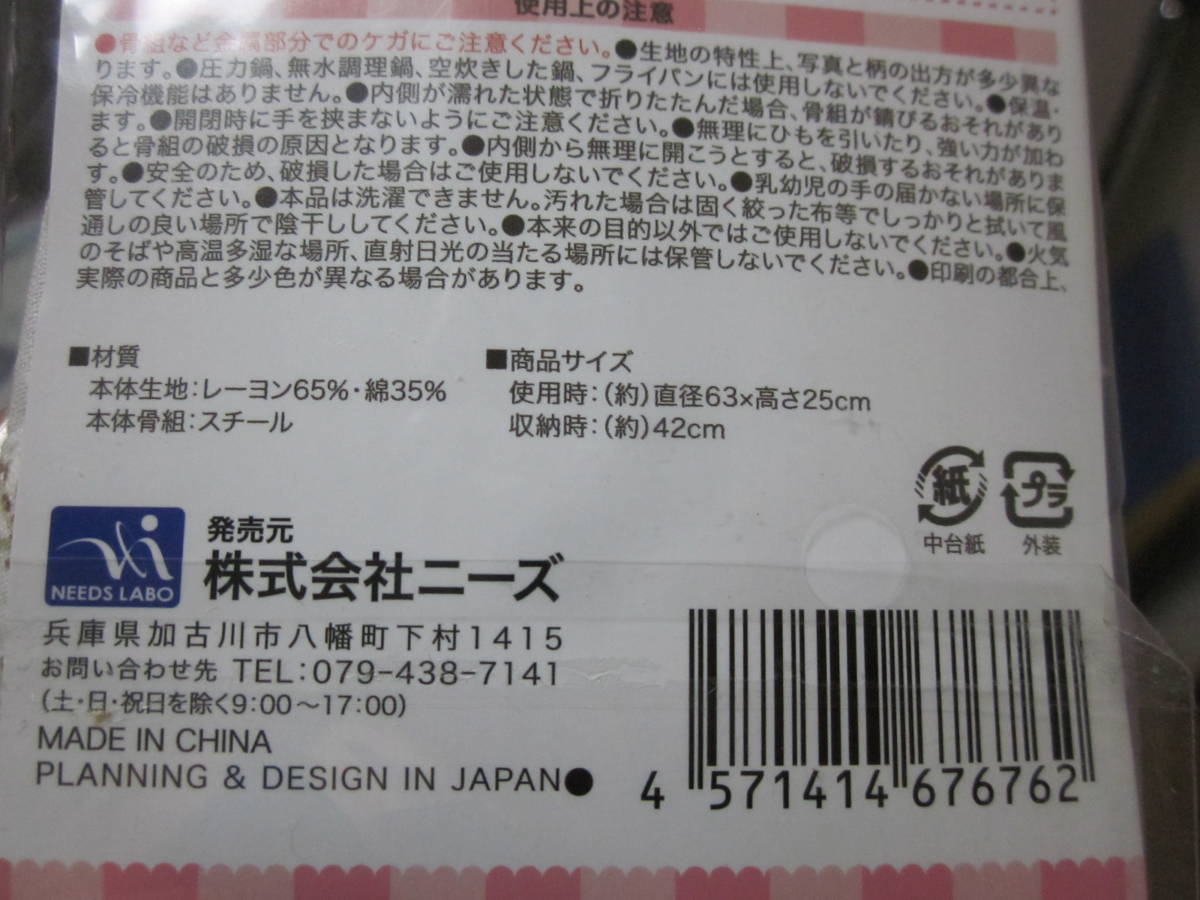 使用上の注意
●骨組など金属部分でのケガにご注意ください。●生地の特性上、写真と柄の出方が多少異な
ります。●圧力鍋、無水調理鍋、空炊きした鍋、フライパンには使用しないでください。●保温・
保冷機能はありません。●内側が濡れた状態で折りたたんだ場合、骨組が錆びるおそれがあり
ます。●開閉時に手を挟まないようにご注意ください。●無理にひもを引いたり、強い力が加わ
ると骨組の破損の原因となります。●内側から無理に開こうとすると、破損するおそれがありま
す。●安全のため、破損した場合はご使用しないでください。●乳幼児の手の届かない場所に保
管してください。●本品は洗濯できません。汚れた場合は固く絞った布等でしっかりと拭いて風
通しの良い場所で陰干ししてください。●本来の目的以外ではご使用しないでください。●火気
のそばや高温多湿な場所、直射日光の当たる場所には保管しないでください。●印刷の都合上、
実際の商品と多少色が異なる場合があります。
■材質
本体生地:レーヨン65%・綿35%
本体骨組:スチール
■商品サイズ
使用時:(約)直径63×高さ25cm
収納時:(約)42cm
紙
中台紙
プラ
外装
NEEDS LABO
発売元
株式会社ニーズ
兵庫県加古川市八幡町下村1415
お問い合わせ先 TEL:079-438-7141
(土・日・祝日を除く9:00～17:00)
MADE IN CHINA
PLANNING & DESIGN IN JAPAN●
4 571414 676762